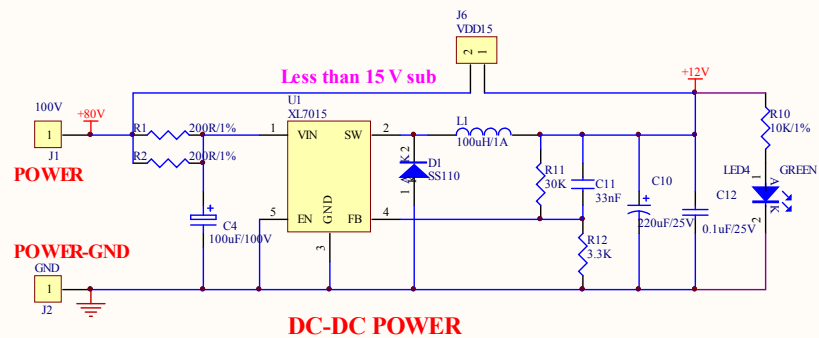 J6
VDD15
2 1
Less than 15 V sub
+12V
100V
+80V
U1
XL7015
R1
200R/1%
L1
100uH/1A
R10
10K/1%
1
J1
1
VIN
SW
2
R2
200R/1%
POWER
K 2
D1
SS110
1 A
R11
30K
C11
33nF
C10
220uF/25V
C12
0.1uF/25V
LED4
GREEN
1
A
K
2
C4
100uF/100V
5
EN
GND
FB
4
3
R12
3.3K
POWER-GND
GND
1
J2
DC-DC POWER